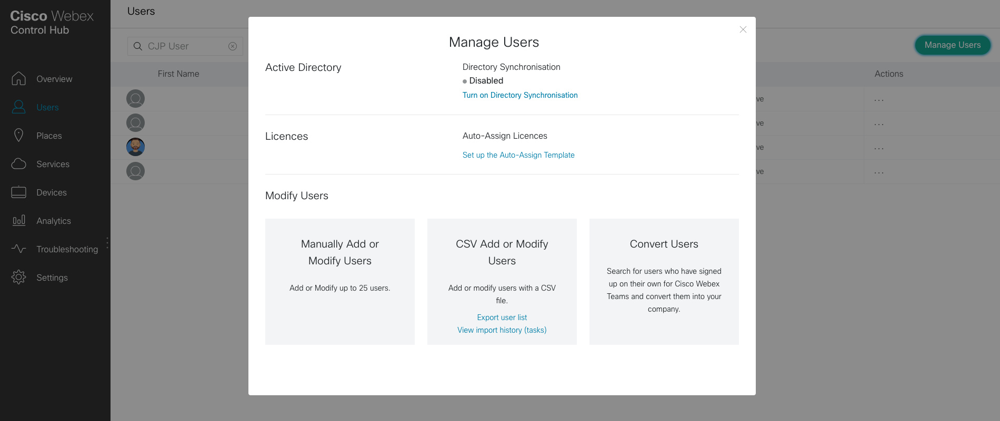 Cisco Webex
Control Hub
Overview
Users
Places
Services
Devices
Analytics
Troubleshooting
Settings
Users
CJP User
Manage Users
First Name
Actions
ve
...
ve
...
ve
...
ve
...
Manage Users
Active Directory
Directory Synchronisation
Disabled
Turn on Directory Synchronisation
Licences
Auto-Assign Licences
Set up the Auto-Assign Template
Modify Users
Manually Add or
Modify Users
Add or Modify up to 25 users.
CSV Add or Modify
Users
Add or modify users with a CSV
file.
Export user list
View import history (tasks)
Convert Users
Search for users who have signed
up on their own for Cisco Webex
Teams and convert them into your
company.